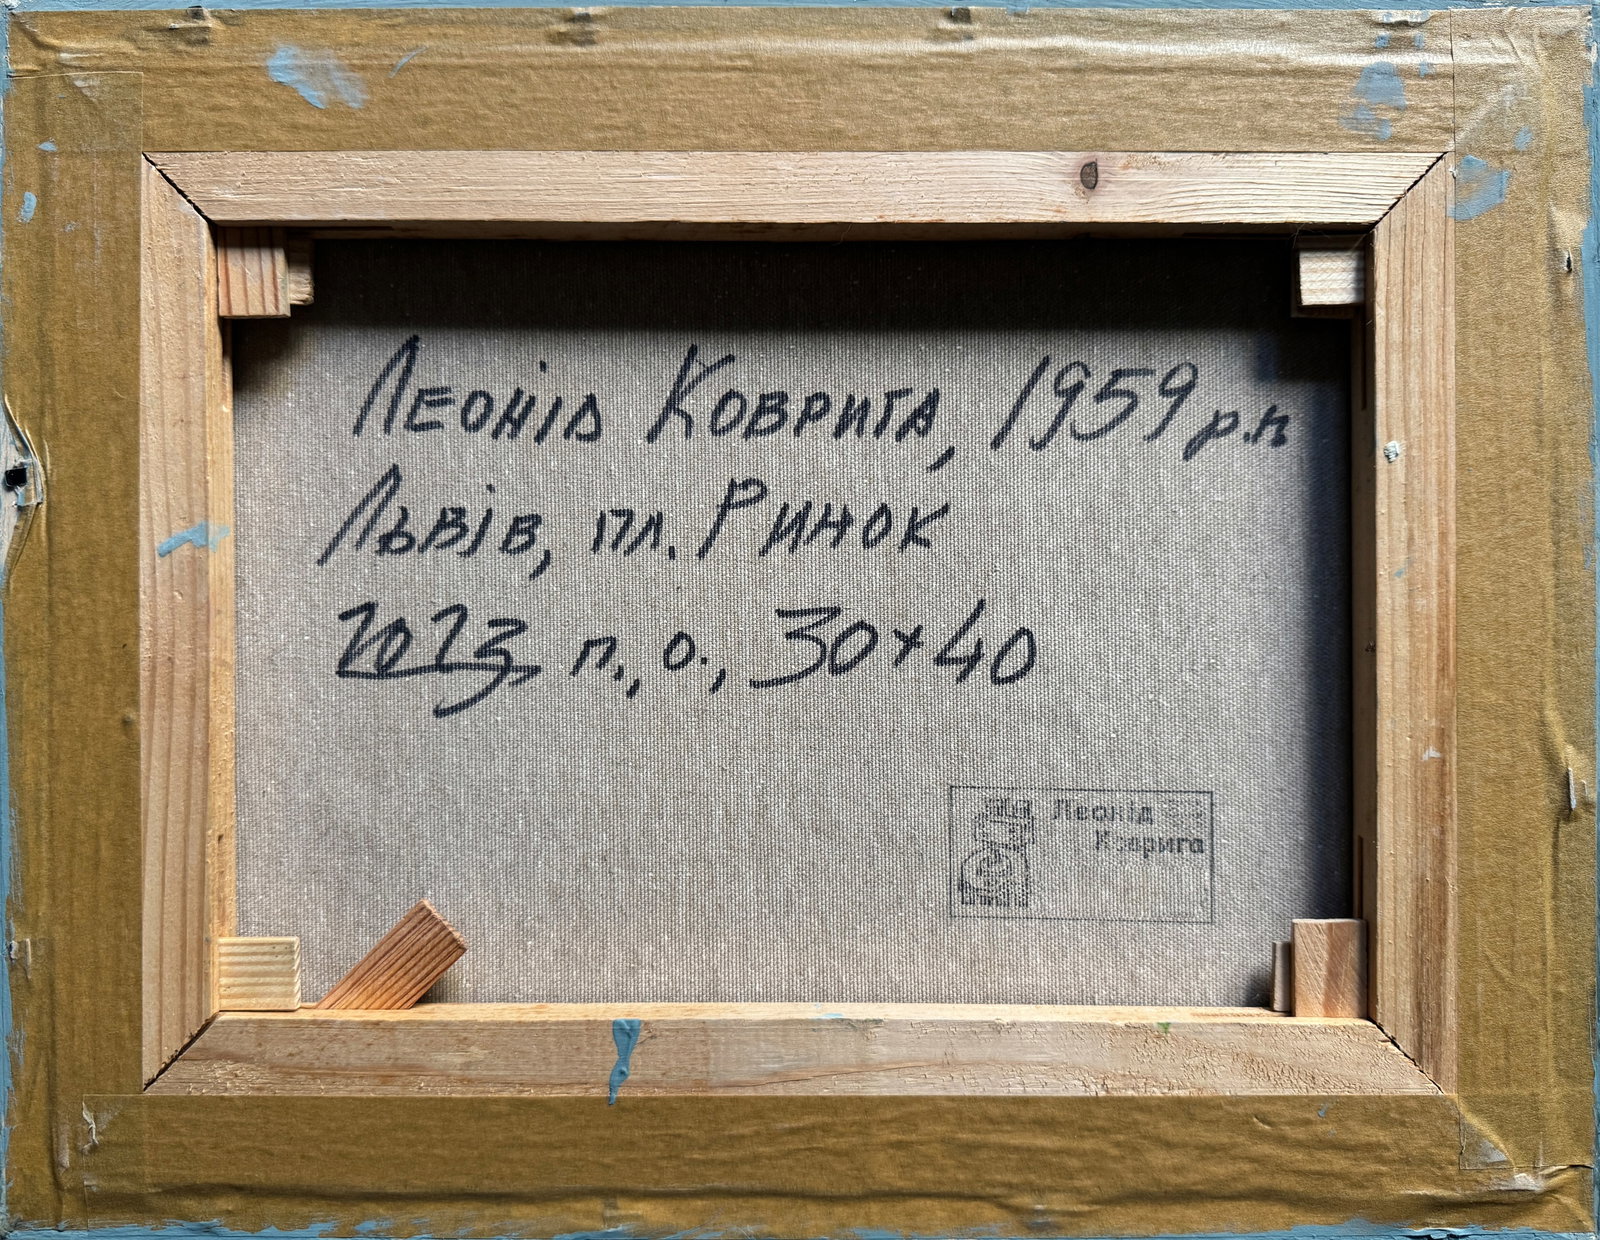 Леонід Коврига, 1959 р.н
Львів, пл. Ринок
2023, п., о., 30×40
Леонід
Коврига